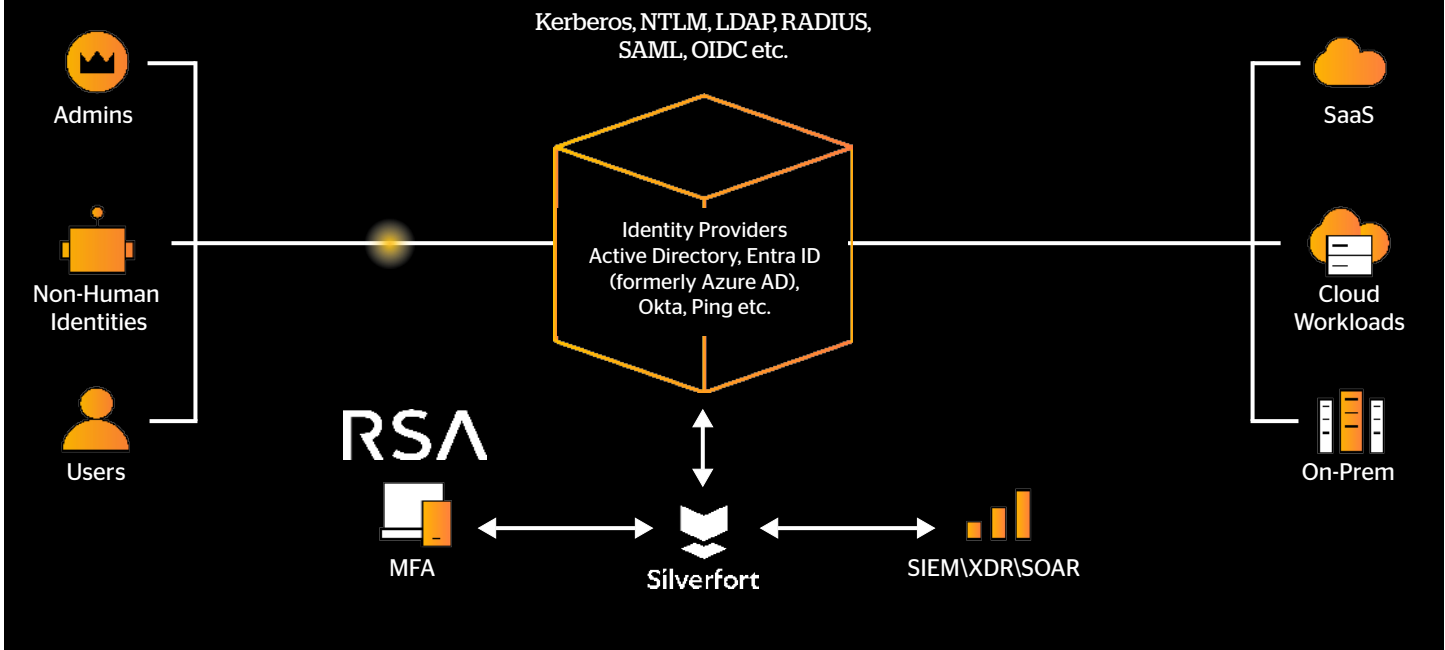 Kerberos, NTLM, LDAP, RADIUS,
SAML, OIDC etc.
Admins
SaaS
Identity Providers
Active Directory, Entra ID
(formerly Azure AD),
Okta, Ping etc.
Non-Human
Identities
Cloud
Workloads
RSA
Users
On-Prem
MFA
Silverfort
SIEM\XDR\SOAR